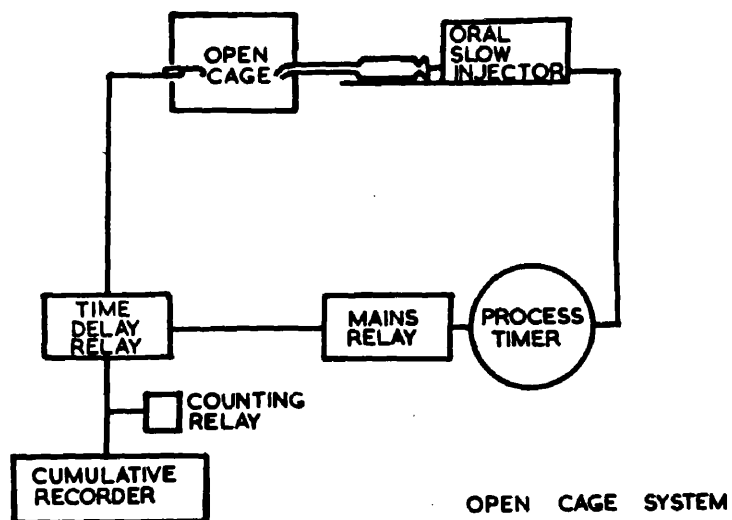 OPEN
CAGE
ORAL
SLOW
INJECTOR
TIME
DELAY
RELAY
MAINS
RELAY
PROCESS
TIMER
COUNTING
RELAY
CUMULATIVE
RECORDER
OPEN CAGE SYSTEM